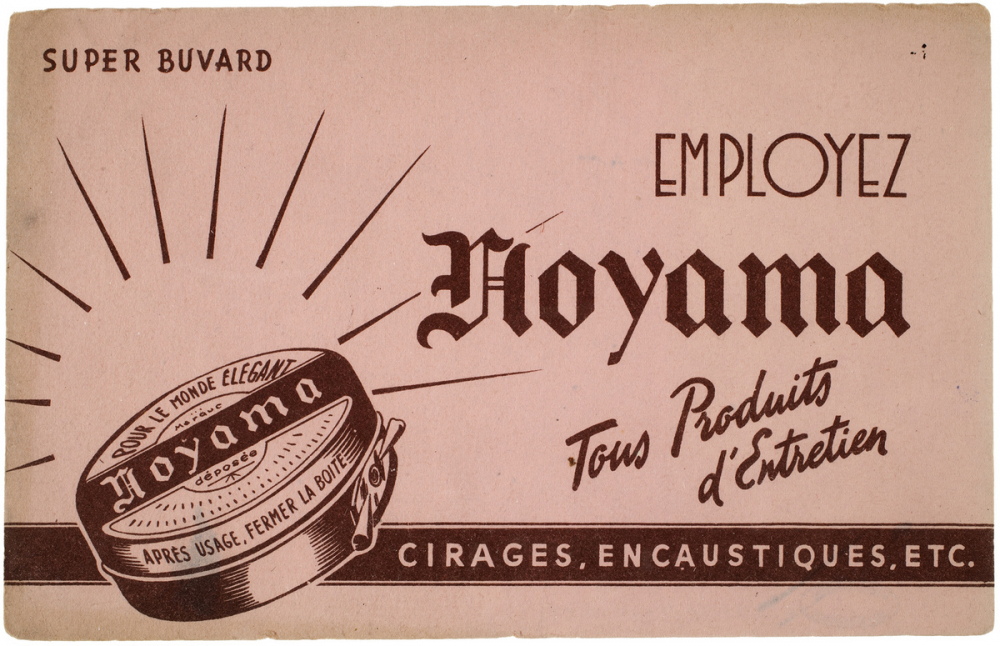 SUPER BUVARD
EMPLOYEZ
Noyama
Tous Produits
d'Entretien
POUR LE MONDE ÉLÉGANT
Marque
Noyama
déposée
APRES USAGE, FERMER LA BOITE
CIRAGES, ENCAUSTIQUES, ETC.